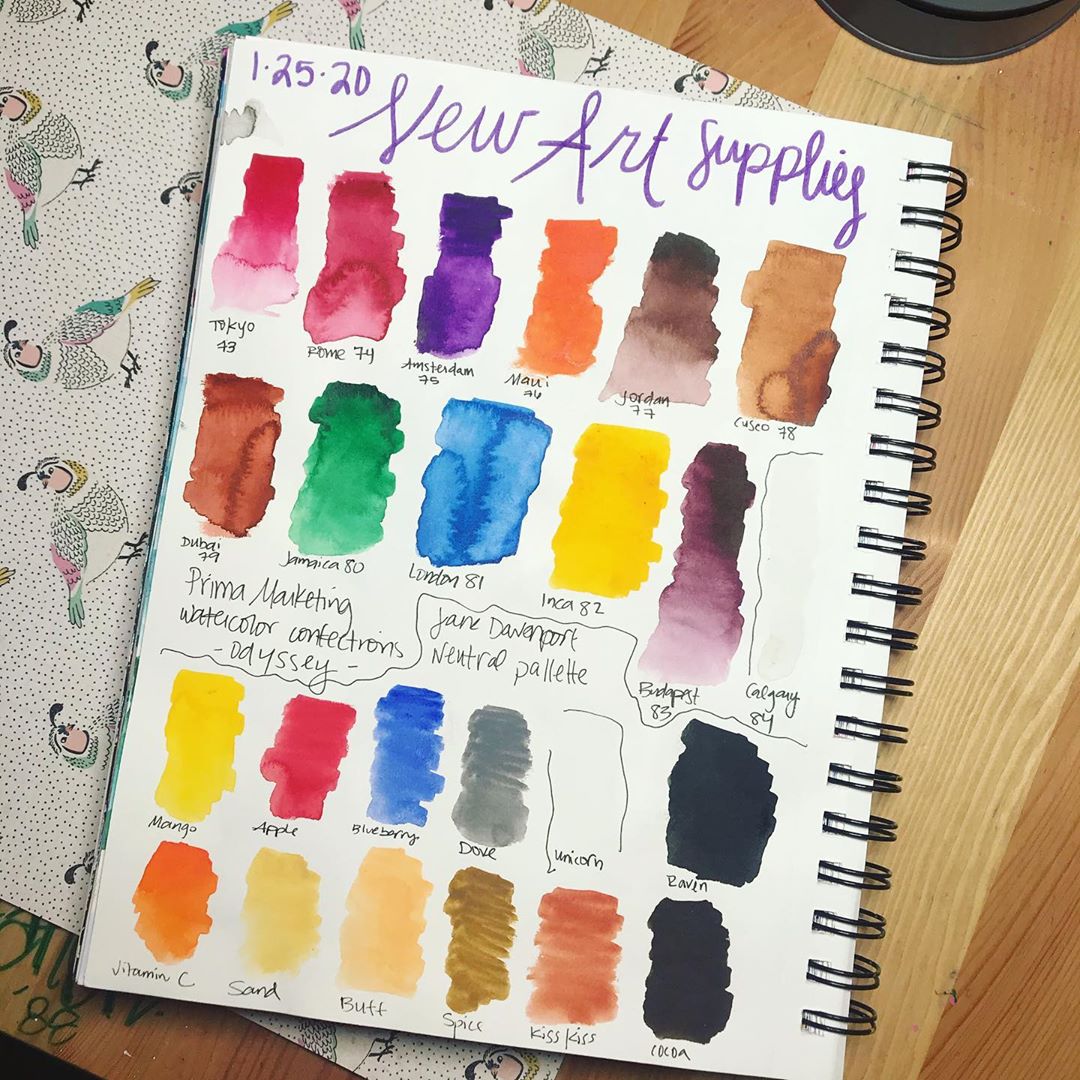 1.25.20 New Art Supplies
Tokyo
73
Rome 74
Amsterdam
75
Maui
76
Jordan
77
Cusco 78
Dubai
79
Jamaica 80
London 81
Inca 82
Budapest
83
Calgary
84
Prima Marketing
watercolor confections
- odyssey -
Jane Davenport
Neutral pallette
Mango
Apple
Blueberry
Dove
Unicorn
Raven
Vitamin C
Sand
Buff
Spice
Kiss/kiss
Cocoa
88